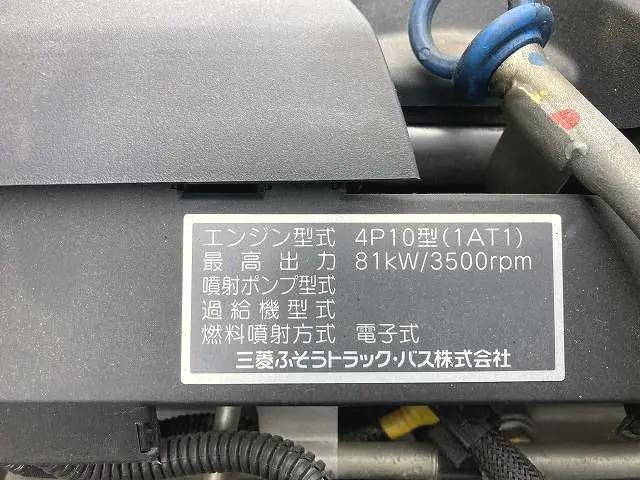 エンジン型式 4P10型(1AT1)
最高出力 81kW/3500rpm
噴射ポンプ型式
過給機型式
燃料噴射方式 電子式
三菱ふそうトラック・バス株式会社